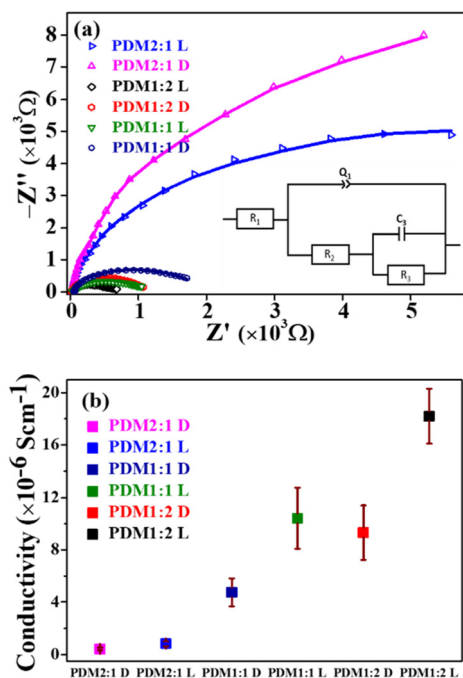 (a)
PDM2:1 L
PDM2:1 D
PDM1:2 L
PDM1:2 D
PDM1:1 L
PDM1:1 D
8
7
6
5
4
3
2
1
0
–Z'' (×10³Ω)
Q₁
R₁
R₂
C₃
R₃
0 1 2 3 4 5
Z' (×10³Ω)
(b)
PDM2:1 D
PDM2:1 L
PDM1:1 D
PDM1:1 L
PDM1:2 D
PDM1:2 L
20
16
12
8
4
0
Conductivity (×10⁻⁶ Scm⁻¹)
PDM2:1 D PDM2:1 L PDM1:1 D PDM1:1 L PDM1:2 D PDM1:2 L